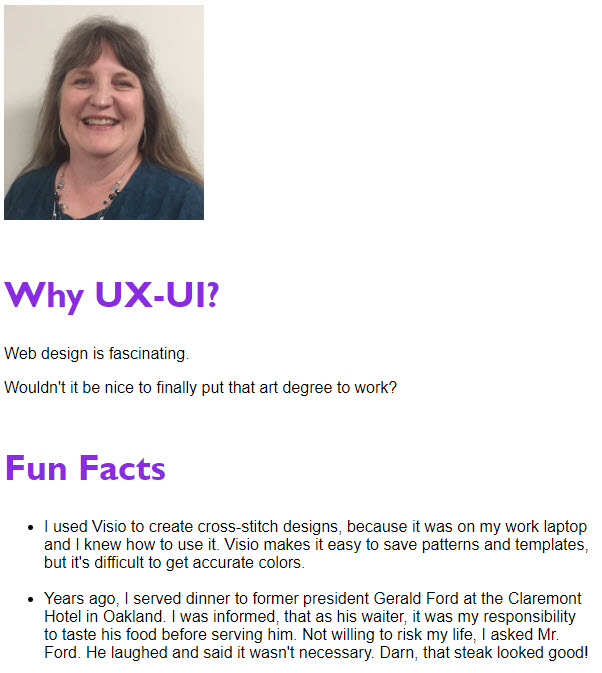 Why UX-UI?
Web design is fascinating.
Wouldn't it be nice to finally put that art degree to work?
Fun Facts
• I used Visio to create cross-stitch designs, because it was on my work laptop
and I knew how to use it. Visio makes it easy to save patterns and templates,
but it's difficult to get accurate colors.
• Years ago, I served dinner to former president Gerald Ford at the Claremont
Hotel in Oakland. I was informed, that as his waiter, it was my responsibility
to taste his food before serving him. Not willing to risk my life, I asked Mr.
Ford. He laughed and said it wasn't necessary. Darn, that steak looked good!